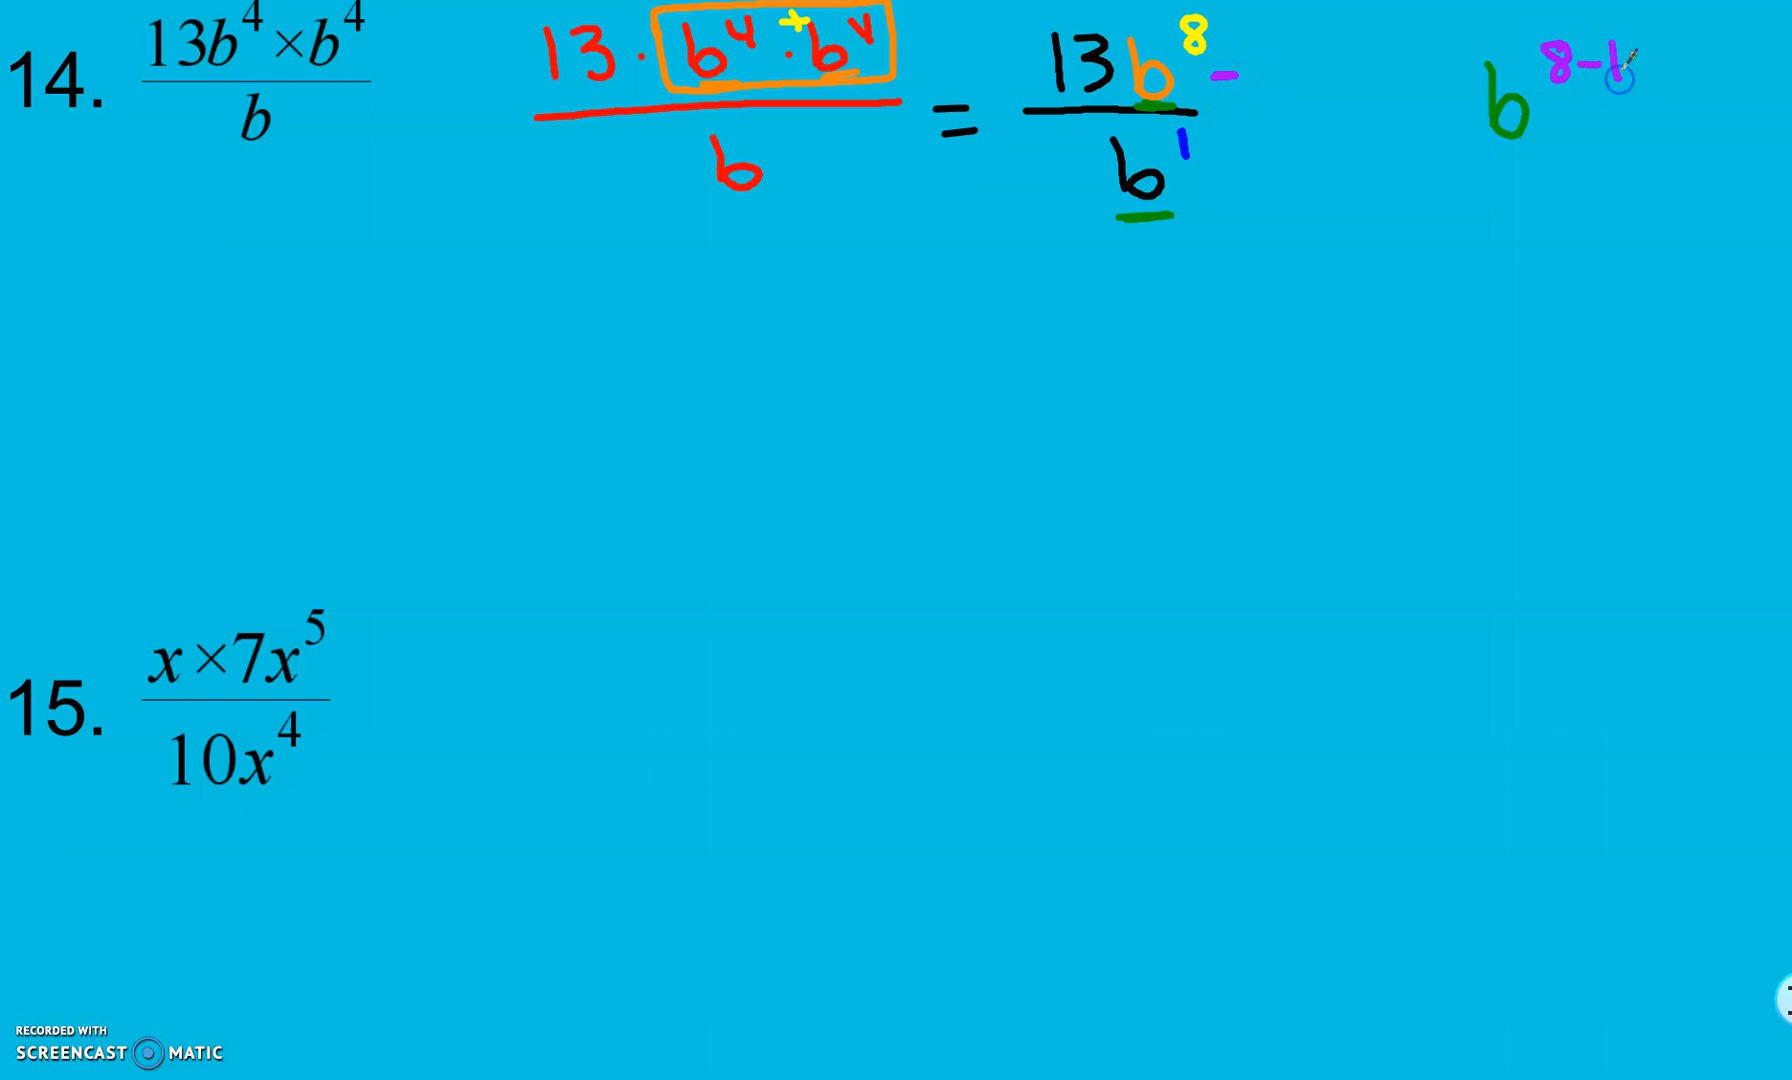 14. 13b⁴×b⁴ / b
13 · b⁴ · b⁴ / b
+
= 13b⁸ / b¹
-
b⁸⁻¹
15. x×7x⁵ / 10x⁴
RECORDED WITH
SCREENCAST MATIC